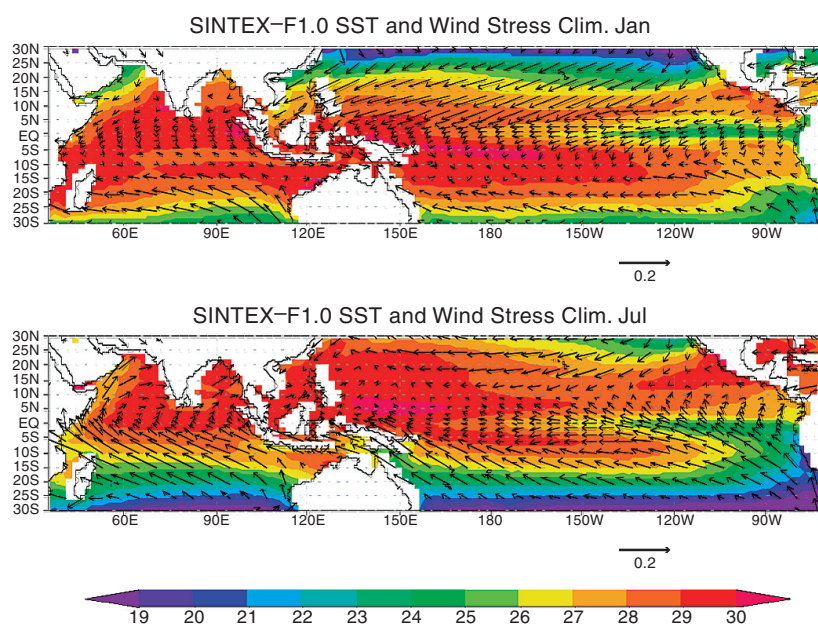 SINTEX–F1.0 SST and Wind Stress Clim. Jan
30N
25N
20N
15N
10N
5N
EQ
5S
10S
15S
20S
25S
30S
60E 90E 120E 150E 180 150W 120W 90W
0.2
SINTEX–F1.0 SST and Wind Stress Clim. Jul
30N
25N
20N
15N
10N
5N
EQ
5S
10S
15S
20S
25S
30S
60E 90E 120E 150E 180 150W 120W 90W
0.2
19 20 21 22 23 24 25 26 27 28 29 30